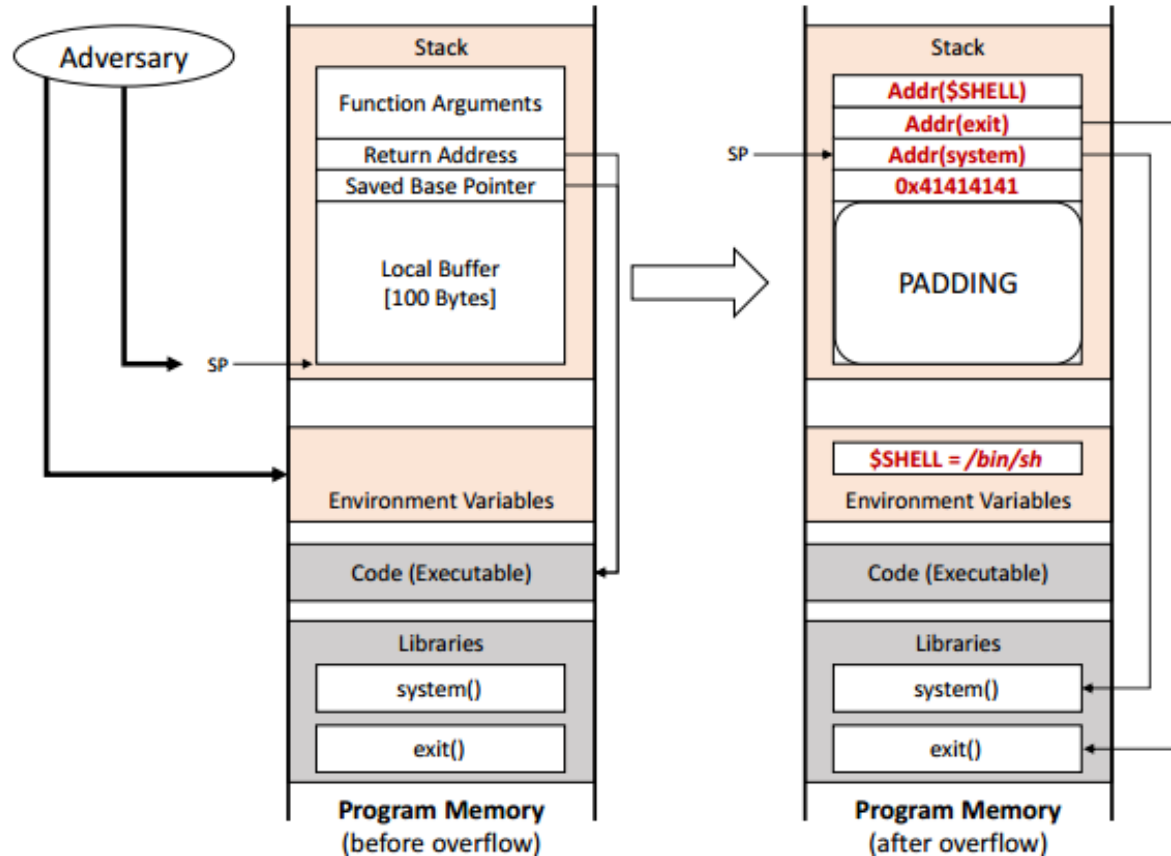 Adversary
Stack
Function Arguments
Return Address
Saved Base Pointer
Local Buffer
[100 Bytes]
SP
Environment Variables
Code (Executable)
Libraries
system()
exit()
Program Memory
(before overflow)
Stack
Addr($SHELL)
Addr(exit)
SP
Addr(system)
0x41414141
PADDING
$SHELL = /bin/sh
Environment Variables
Code (Executable)
Libraries
system()
exit()
Program Memory
(after overflow)